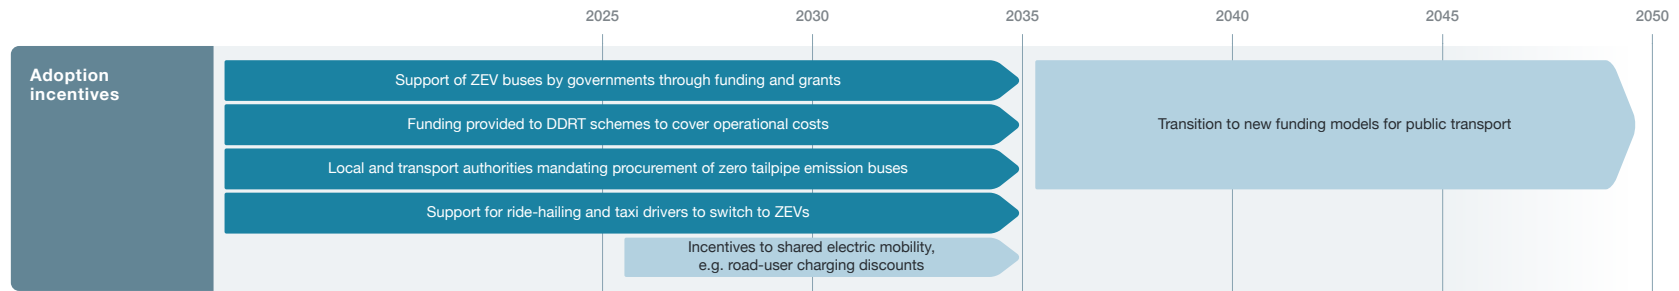 2025 2030 2035 2040 2045 2050
Adoption
incentives
Support of ZEV buses by governments through funding and grants
Funding provided to DDRT schemes to cover operational costs
Transition to new funding models for public transport
Local and transport authorities mandating procurement of zero tailpipe emission buses
Support for ride-hailing and taxi drivers to switch to ZEVs
Incentives to shared electric mobility,
e.g. road-user charging discounts